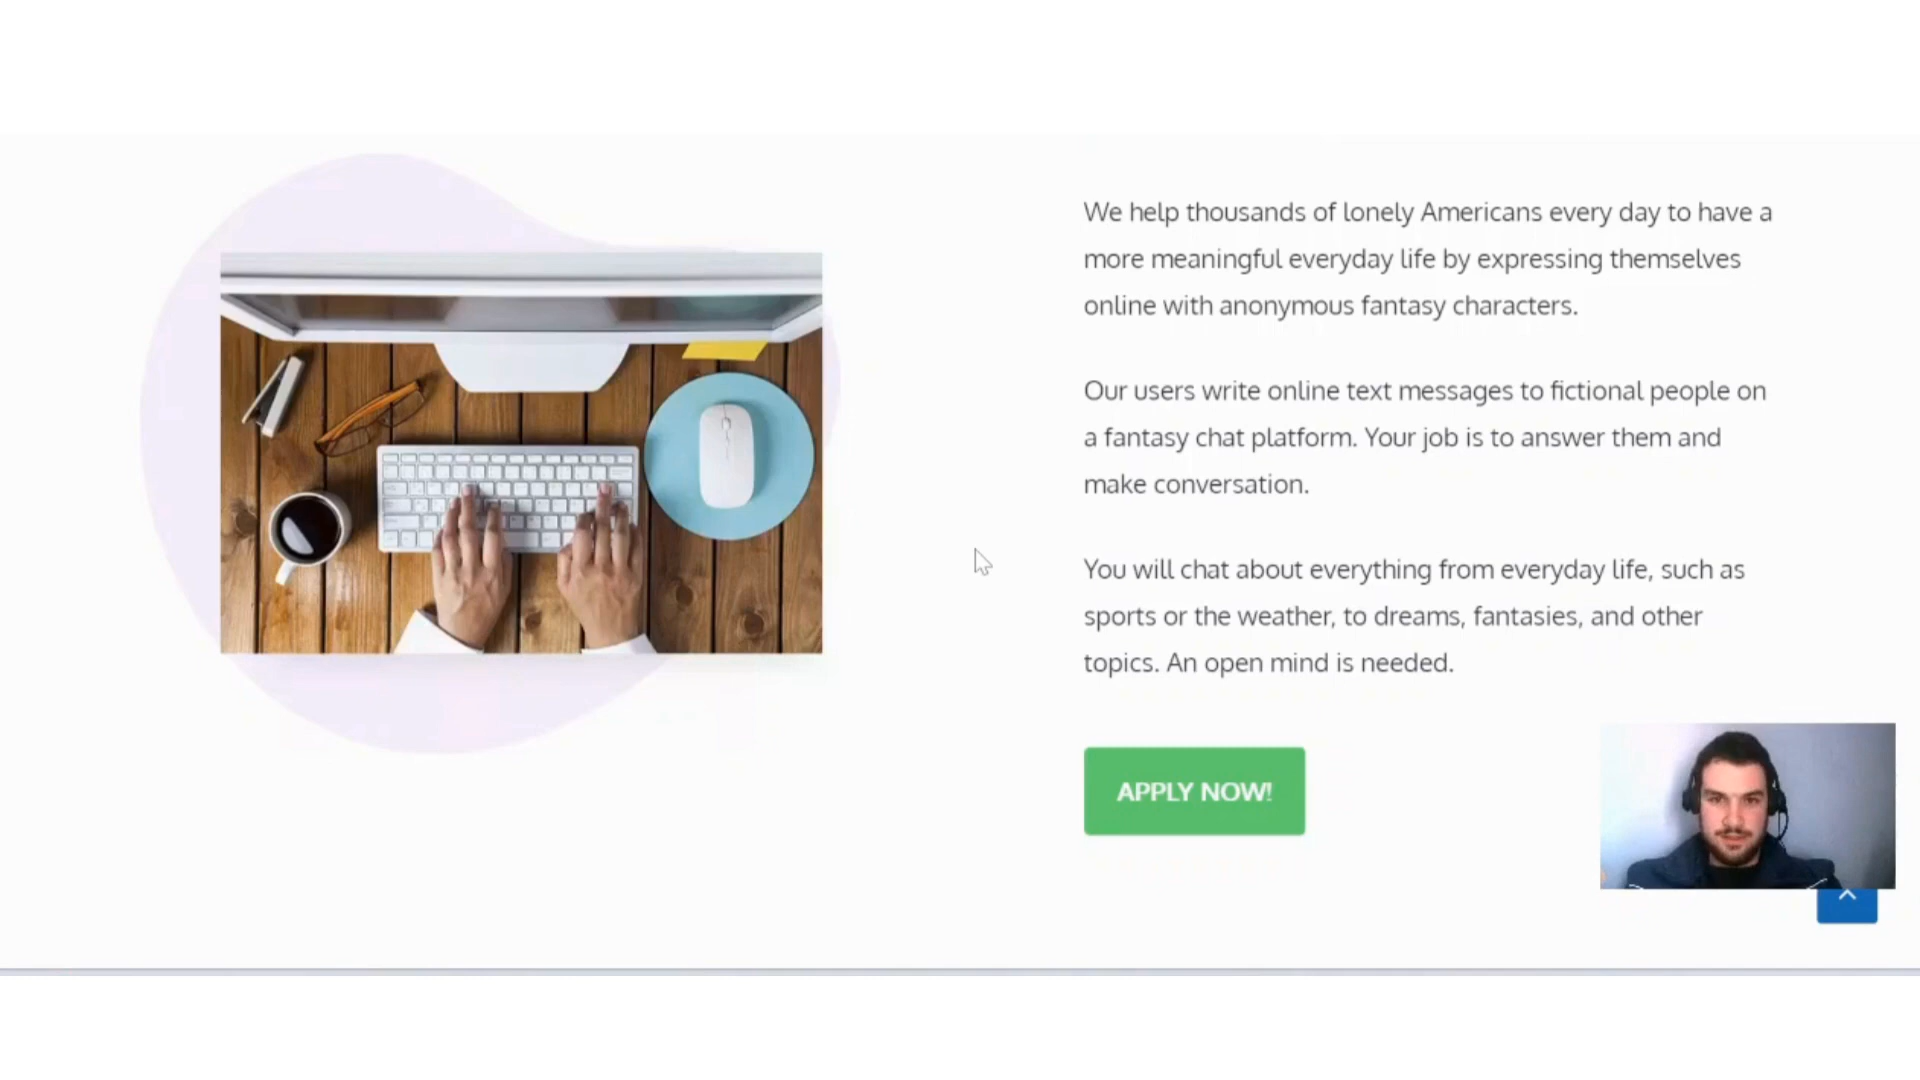 We help thousands of lonely Americans every day to have a
more meaningful everyday life by expressing themselves
online with anonymous fantasy characters.
Our users write online text messages to fictional people on
a fantasy chat platform. Your job is to answer them and
make conversation.
You will chat about everything from everyday life, such as
sports or the weather, to dreams, fantasies, and other
topics. An open mind is needed.
APPLY NOW!